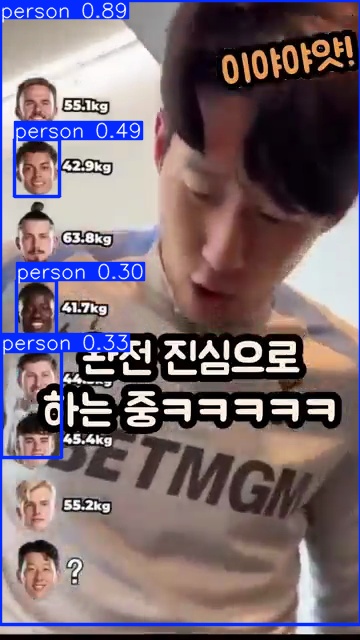 person 0.89
이야야얏!
55.1kg
person 0.49
42.9kg
63.8kg
person 0.30
41.7kg
person 0.33
완전 진심으로
하는 중ㅋㅋㅋㅋㅋ
45.4kg
BETMGM
55.2kg
?